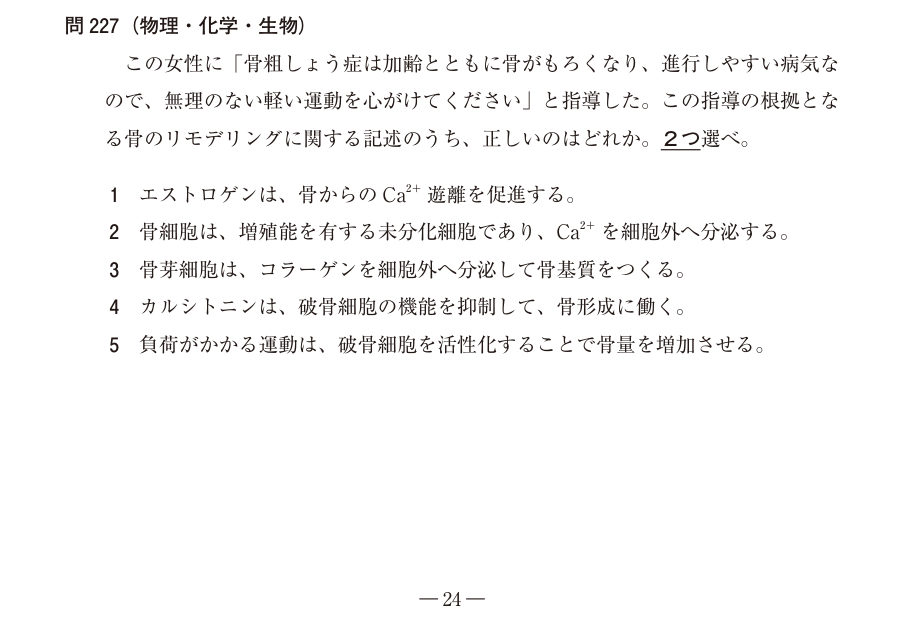 問 227（物理・化学・生物）
この女性に「骨粗しょう症は加齢とともに骨がもろくなり、進行しやすい病気な
ので、無理のない軽い運動を心がけてください」と指導した。この指導の根拠とな
る骨のリモデリングに関する記述のうち、正しいのはどれか。２つ選べ。
1 エストロゲンは、骨からの Ca²⁺ 遊離を促進する。
2 骨細胞は、増殖能を有する未分化細胞であり、Ca²⁺ を細胞外へ分泌する。
3 骨芽細胞は、コラーゲンを細胞外へ分泌して骨基質をつくる。
4 カルシトニンは、破骨細胞の機能を抑制して、骨形成に働く。
5 負荷がかかる運動は、破骨細胞を活性化することで骨量を増加させる。
— 24 —